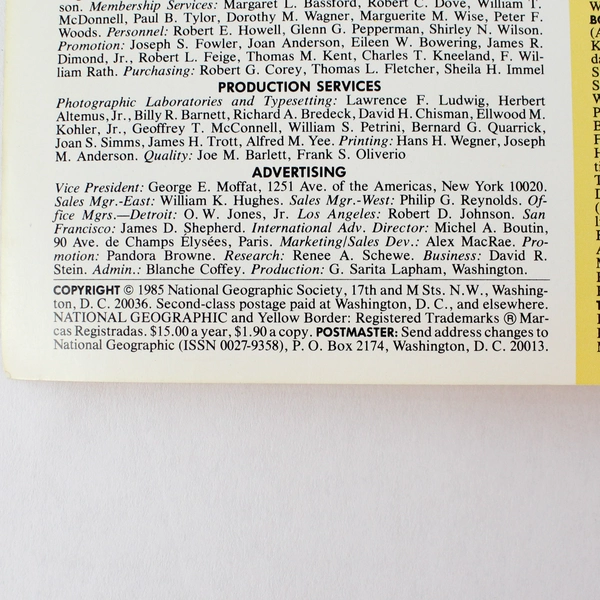 son. Membership Services: Margaret L. Bassford, Robert C. Dove, William T.
McDonnell, Paul B. Tylor, Dorothy M. Wagner, Marguerite M. Wise, Peter F.
Woods. Personnel: Robert E. Howell, Glenn G. Pepperman, Shirley N. Wilson.
Promotion: Joseph S. Fowler, Joan Anderson, Eileen W. Bowering, James R.
Dimond, Jr., Robert L. Feige, Thomas M. Kent, Charles T. Kneeland, F. Wil-
liam Rath. Purchasing: Robert G. Corey, Thomas L. Fletcher, Sheila H. Immel
PRODUCTION SERVICES
Photographic Laboratories and Typesetting: Lawrence F. Ludwig, Herbert
Altemus, Jr., Billy R. Barnett, Richard A. Bredeck, David H. Chisman, Ellwood M.
Kohler, Jr., Geoffrey T. McConnell, William S. Petrini, Bernard G. Quarrick,
Joan S. Simms, James H. Trott, Alfred M. Yee. Printing: Hans H. Wegner, Joseph
M. Anderson. Quality: Joe M. Barlett, Frank S. Oliverio
ADVERTISING
Vice President: George E. Moffat, 1251 Ave. of the Americas, New York 10020.
Sales Mgr.-East: William K. Hughes. Sales Mgr.-West: Philip G. Reynolds. Of-
fice Mgrs.—Detroit: O. W. Jones, Jr. Los Angeles: Robert D. Johnson. San
Francisco: James D. Shepherd. International Adv. Director: Michel A. Boutin,
90 Ave. de Champs Élysées, Paris. Marketing/Sales Dev.: Alex MacRae. Pro-
motion: Pandora Browne. Research: Renee A. Schewe. Business: David R.
Stein. Admin.: Blanche Coffey. Production: G. Sarita Lapham, Washington.
COPYRIGHT © 1985 National Geographic Society, 17th and M Sts. N.W., Washing-
ton, D. C. 20036. Second-class postage paid at Washington, D. C., and elsewhere.
NATIONAL GEOGRAPHIC and Yellow Border: Registered Trademarks ® Mar-
cas Registradas. $15.00 a year, $1.90 a copy. POSTMASTER: Send address changes to
National Geographic (ISSN 0027-9358), P. O. Box 2174, Washington, D. C. 20013.